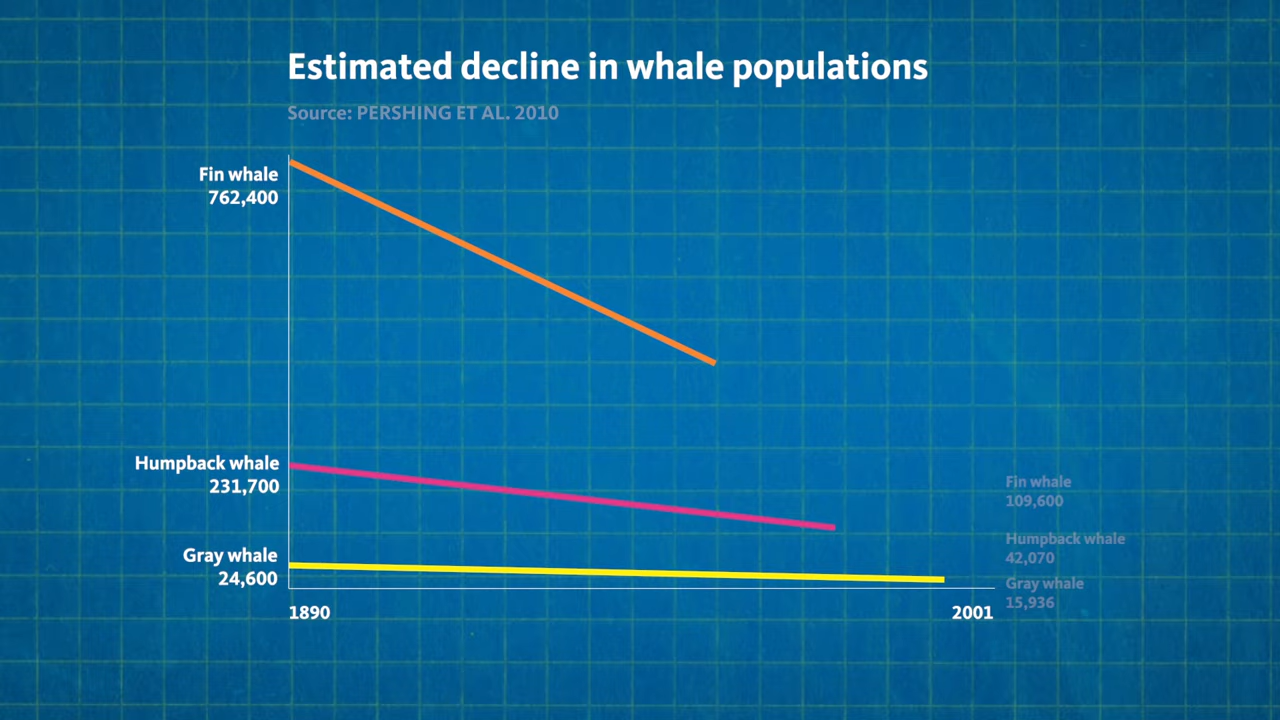 Estimated decline in whale populations
Source: PERSHING ET AL. 2010
Fin whale
762,400
Humpback whale
231,700
Gray whale
24,600
Fin whale
109,600
Humpback whale
42,070
Gray whale
15,936
1890
2001